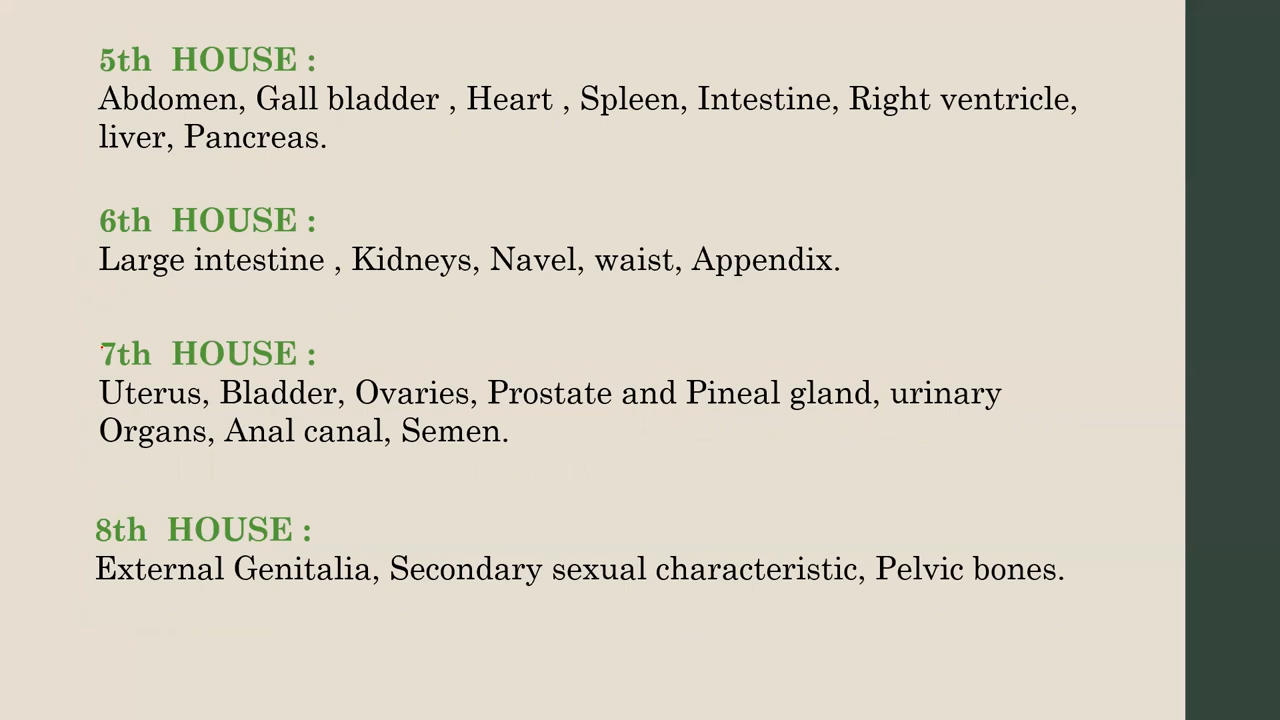 5th HOUSE :
Abdomen, Gall bladder , Heart , Spleen, Intestine, Right ventricle,
liver, Pancreas.
6th HOUSE :
Large intestine , Kidneys, Navel, waist, Appendix.
7th HOUSE :
Uterus, Bladder, Ovaries, Prostate and Pineal gland, urinary
Organs, Anal canal, Semen.
8th HOUSE :
External Genitalia, Secondary sexual characteristic, Pelvic bones.